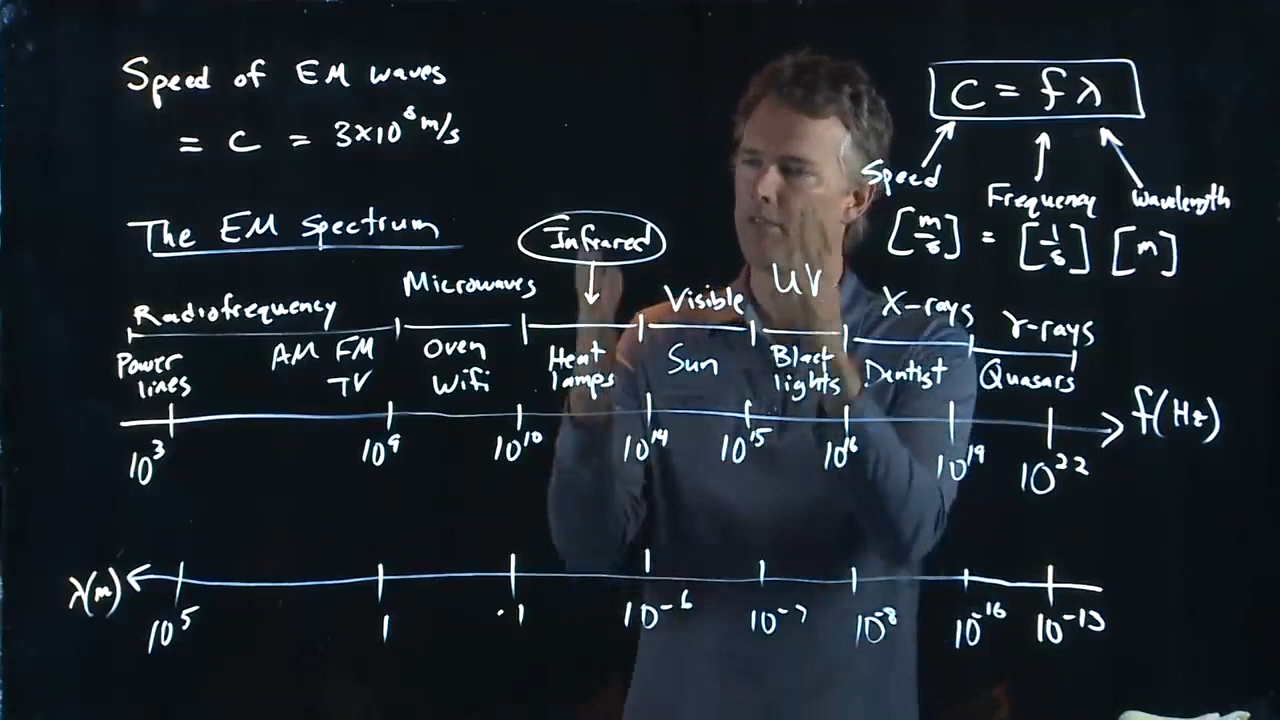 Speed of EM waves
= c = 3×10⁸ m/s
c = fλ
Speed
Frequency
Wavelength
[m/s] = [1/s] [m]
The EM spectrum
Infrared
Radiofrequency
Microwaves
Visible
UV
X-rays
γ-rays
Power lines
AM FM
TV
Oven
Wifi
Heat lamps
Sun
Black lights
Dentist
Quasars
10³ 10⁹ 10¹⁰ 10¹⁴ 10¹⁵ 10¹⁶ 10¹⁹ 10²² f(Hz)
λ(m) 10⁵ 1 .1 10⁻⁶ 10⁻⁷ 10⁻⁸ 10⁻¹⁰ 10⁻¹³